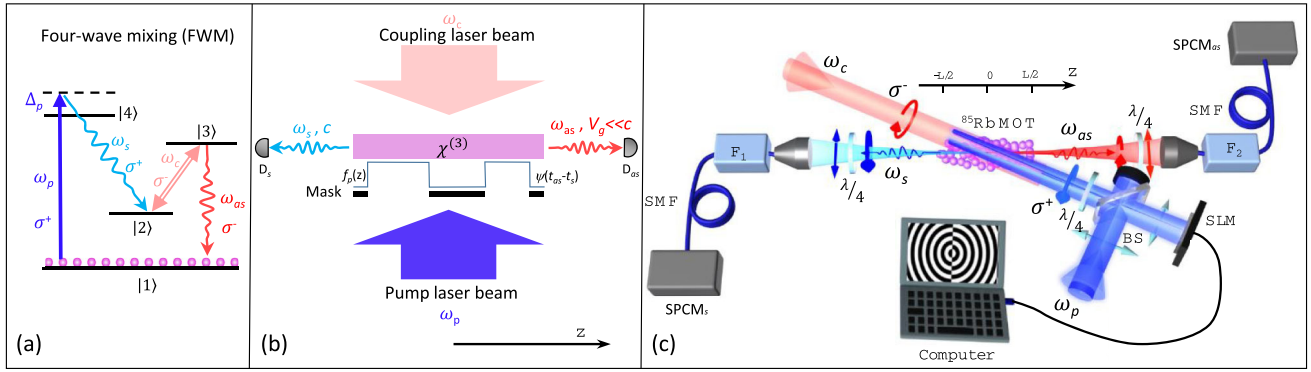 Four-wave mixing (FWM)
Δp
|4⟩
ωs
|3⟩
σ+
ωc
σ-
ωp
ωas
σ+
σ-
|2⟩
|1⟩
(a)
ωc
Coupling laser beam
ωs , c
ωas, Vg<<c
χ(3)
Ds
Das
fp(z)
ψ(tas-ts)
Mask
Pump laser beam
ωp
z
(b)
SPCMas
ωc
-L/2 0 L/2 z
σ-
SMF
85RbMOT
ωas
λ/4
F1
F2
λ/4
ωs
SMF
σ+
λ/4
SLM
BS
SPCMs
ωp
Computer
(c)